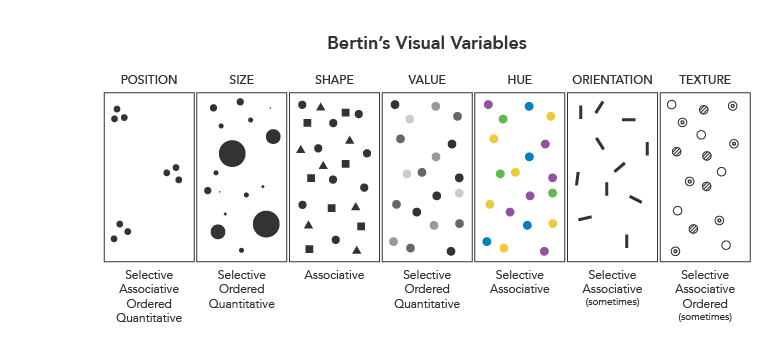 Bertin's Visual Variables
POSITION
SIZE
SHAPE
VALUE
HUE
ORIENTATION
TEXTURE
Selective
Associative
Ordered
Quantitative
Selective
Ordered
Quantitative
Associative
Selective
Ordered
Quantitative
Selective
Associative
Selective
Associative
(sometimes)
Selective
Associative
Ordered
(sometimes)